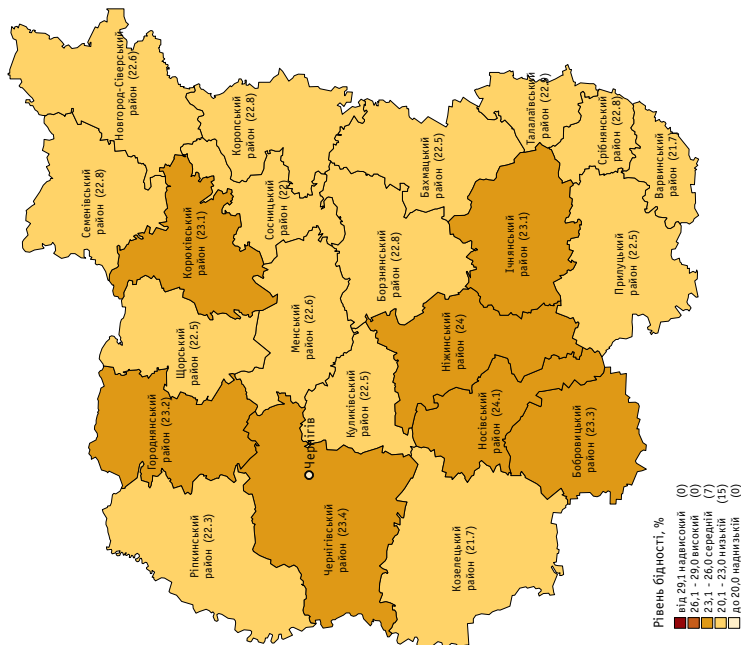 Новгород-Сіверський
район (22.6)
Семенівський
район (22.8)
Коропський
район (22.8)
Корюківський
район (23.1)
Сосницький
район (22)
Бахмацький
район (22.5)
Талалаївський
район (22.9)
Срібнянський
район (22.8)
Варвинський
район (21.7)
Борзнянський
район (22.8)
Ічнянський
район (23.1)
Прилуцький
район (22.5)
Щорський
район (22.5)
Менський
район (22.6)
Ніжинський
район (24)
Городнянський
район (23.2)
Куликівський
район (22.5)
Носівський
район (24.1)
Бобровицький
район (23.3)
Чернігів
Ріпкинський
район (22.3)
Чернігівський
район (23.4)
Козелецький
район (21.7)
Рівень бідності, %
від 29,1 надвисокий (0)
26,1 - 29,0 високий (0)
23,1 - 26,0 середній (7)
20,1 - 23,0 низькій (15)
до 20,0 наднизькій (0)